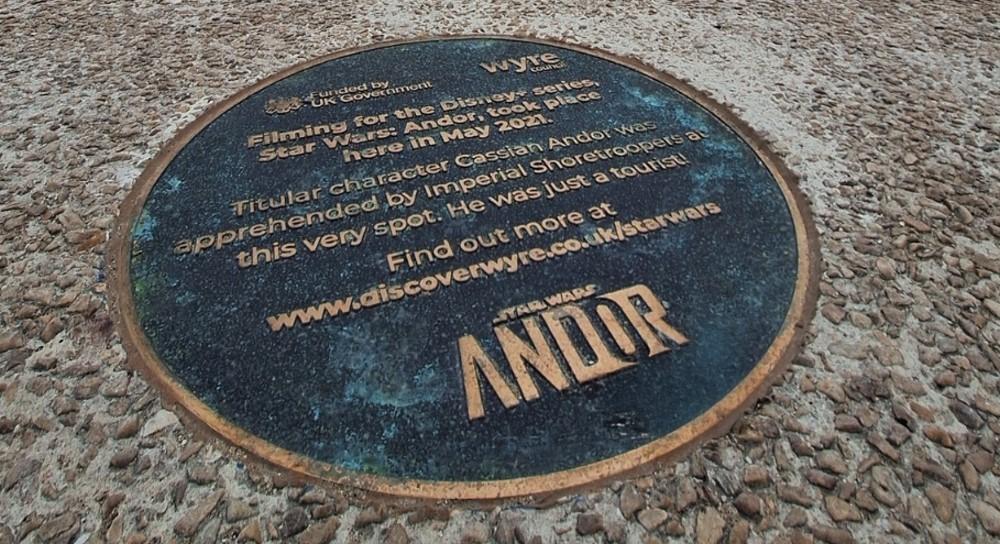 Funded by
UK Government
wyre
council
Filming for the Disney+ series,
Star Wars: Andor, took place
here in May 2021.
Titular character Cassian Andor was
apprehended by Imperial Shoretroopers at
this very spot. He was just a tourist!
Find out more at
www.discoverwyre.co.uk/starwars
STAR WARS
ANDOR